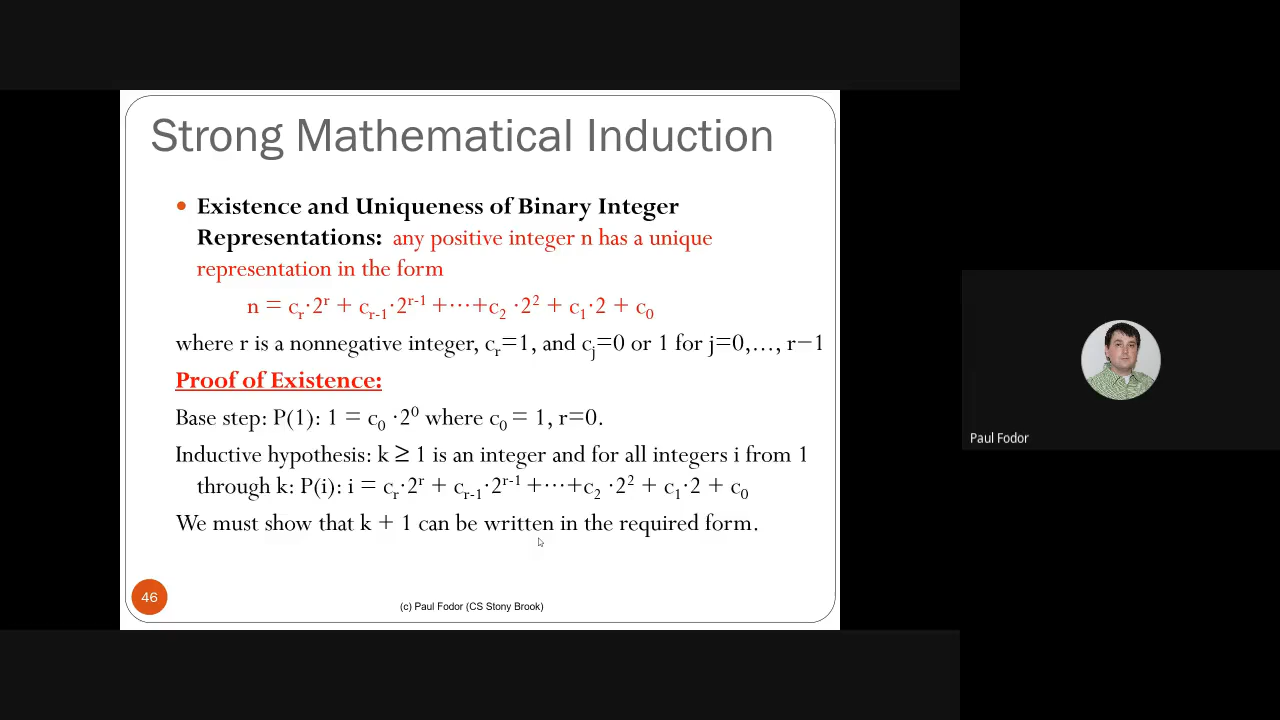 Strong Mathematical Induction
• Existence and Uniqueness of Binary Integer
Representations: any positive integer n has a unique
representation in the form
n = cᵣ·2ʳ + cᵣ₋₁·2ʳ⁻¹ +⋯+c₂ ·2² + c₁·2 + c₀
where r is a nonnegative integer, cᵣ=1, and cⱼ=0 or 1 for j=0,…, r−1
Proof of Existence:
Base step: P(1): 1 = c₀ ·2⁰ where c₀ = 1, r=0.
Inductive hypothesis: k ≥ 1 is an integer and for all integers i from 1
through k: P(i): i = cᵣ·2ʳ + cᵣ₋₁·2ʳ⁻¹ +⋯+c₂ ·2² + c₁·2 + c₀
We must show that k + 1 can be written in the required form.
46
(c) Paul Fodor (CS Stony Brook)
Paul Fodor